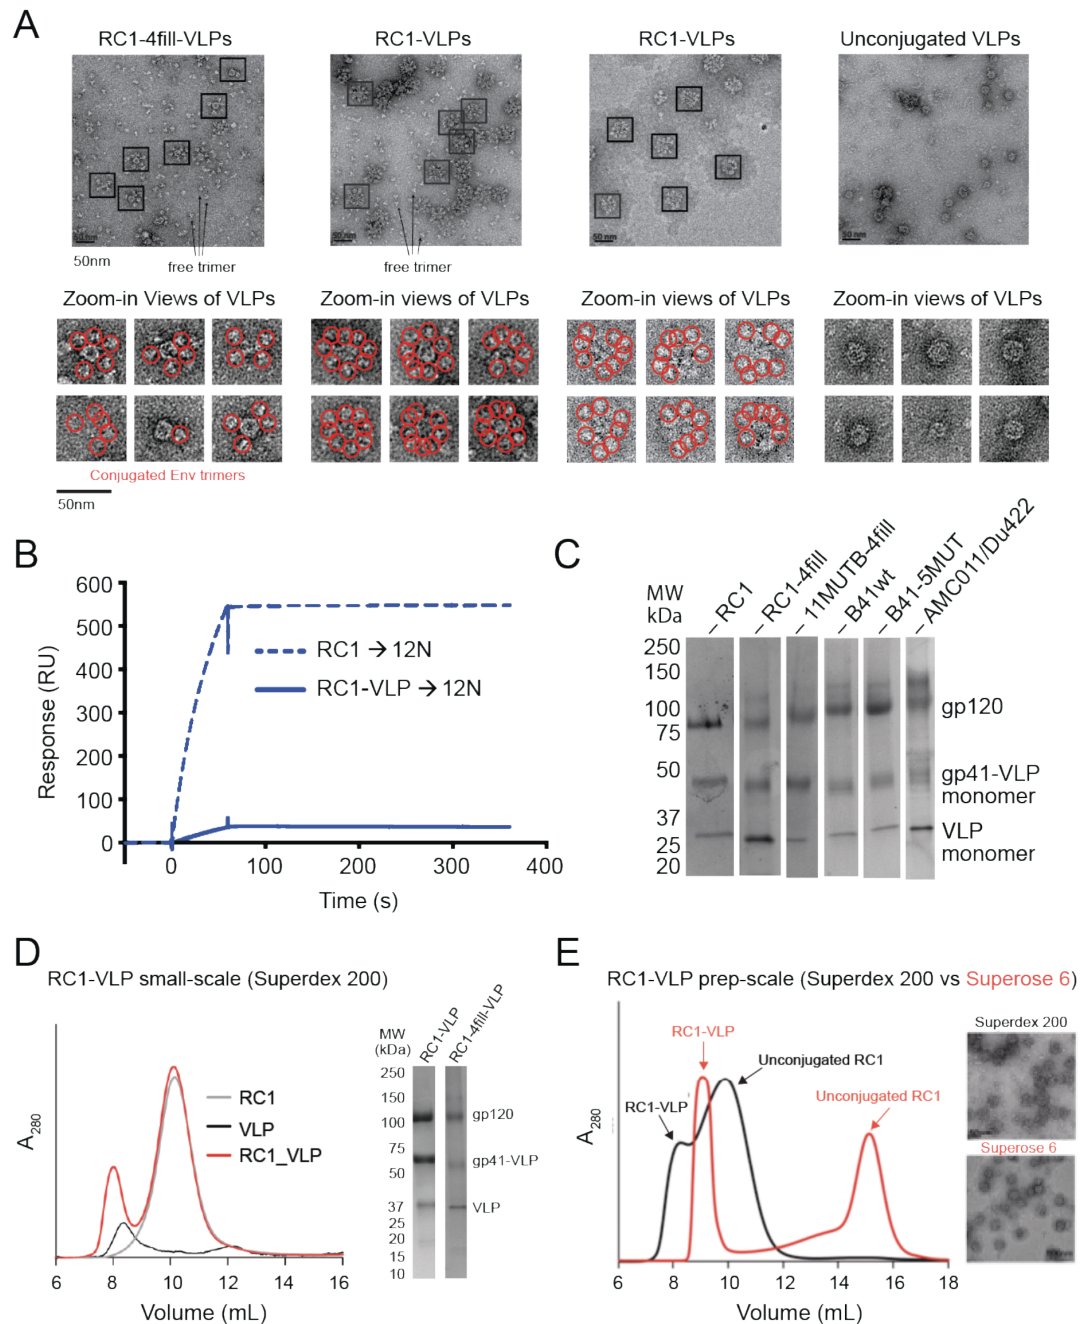 A
RC1-4fill-VLPs
RC1-VLPs
RC1-VLPs
Unconjugated VLPs
50 nm
50 nm
50 nm
50 nm
50nm
free trimer
free trimer
Zoom-in Views of VLPs
Zoom-in views of VLPs
Zoom-in views of VLPs
Zoom-in views of VLPs
Conjugated Env trimers
50nm
B
600
500
400
300
200
100
0
Response (RU)
RC1 → 12N
RC1-VLP → 12N
0
100
200
300
400
Time (s)
C
MW
kDa
– RC1
– RC1-4fill
– 11MUTB-4fill
– B41wt
– B41-5MUT
– AMC011/Du422
250
150
100
75
50
37
25
20
gp120
gp41-VLP
monomer
VLP
monomer
D
RC1-VLP small-scale (Superdex 200)
A280
RC1
VLP
RC1_VLP
6
8
10
12
14
16
Volume (mL)
MW
(kDa)
RC1-VLP
RC1-4fill-VLP
250
150
100
75
50
37
25
20
15
10
gp120
gp41-VLP
VLP
E
RC1-VLP prep-scale (Superdex 200 vs Superose 6)
A280
RC1-VLP
Unconjugated RC1
RC1-VLP
Unconjugated RC1
6
8
10
12
14
16
18
Volume (mL)
Superdex 200
Superose 6